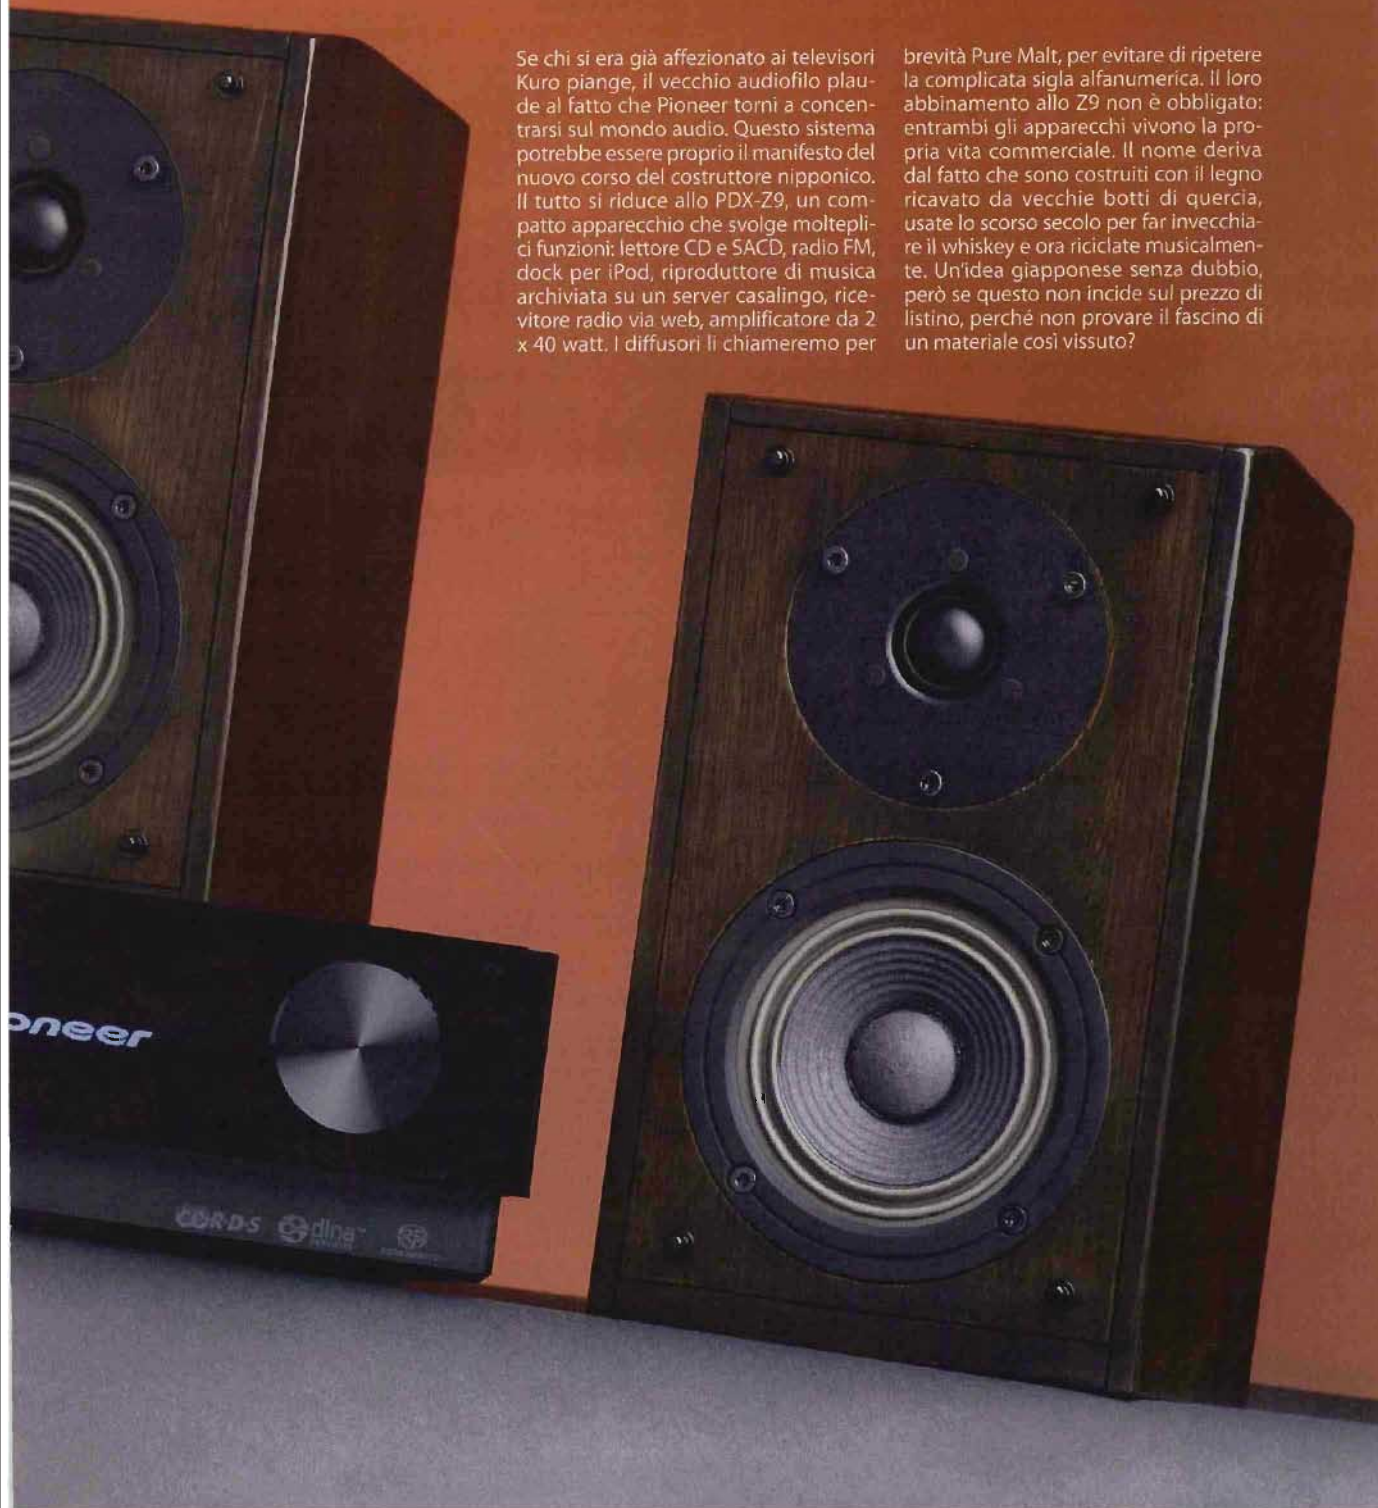 Se chi si era già affezionato ai televisori
Kuro piange, il vecchio audiofilo plau-
de al fatto che Pioneer torni a concen-
trarsi sul mondo audio. Questo sistema
potrebbe essere proprio il manifesto del
nuovo corso del costruttore nipponico.
Il tutto si riduce allo PDX-Z9, un com-
patto apparecchio che svolge moltepli-
ci funzioni: lettore CD e SACD, radio FM,
dock per iPod, riproduttore di musica
archiviata su un server casalingo, rice-
vitore radio via web, amplificatore da 2
x 40 watt. I diffusori li chiameremo per
brevità Pure Malt, per evitare di ripetere
la complicata sigla alfanumerica. Il loro
abbinamento allo Z9 non è obbligato:
entrambi gli apparecchi vivono la pro-
pria vita commerciale. Il nome deriva
dal fatto che sono costruiti con il legno
ricavato da vecchie botti di quercia,
usate lo scorso secolo per far invecchia-
re il whiskey e ora riciclate musicalmen-
te. Un'idea giapponese senza dubbio,
però se questo non incide sul prezzo di
listino, perché non provare il fascino di
un materiale così vissuto?
oneer
R·D·S dlna